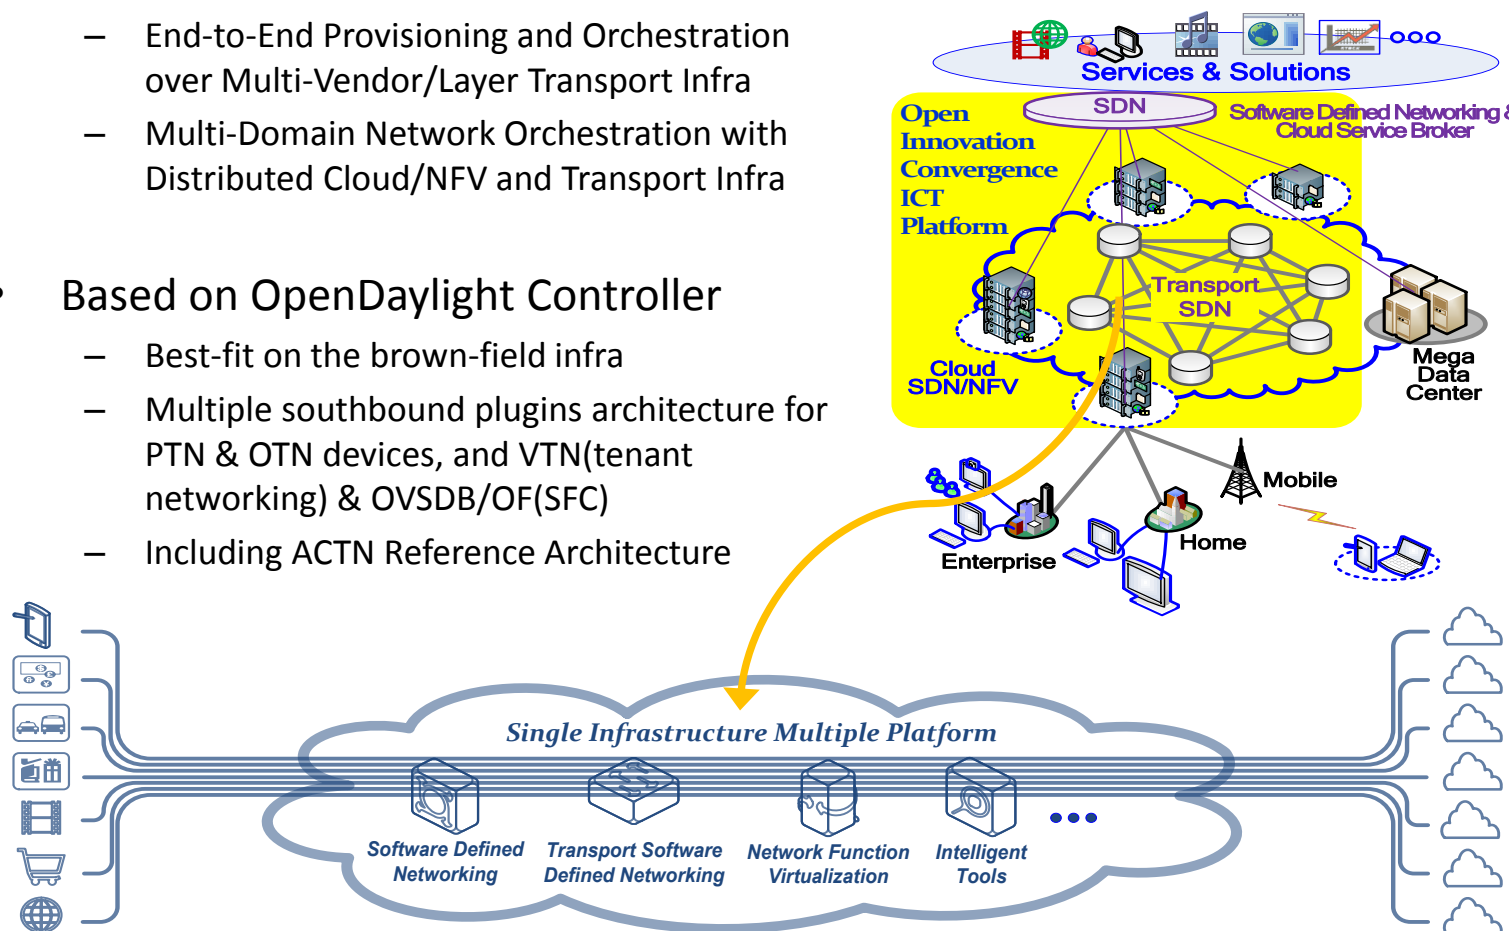 – End-to-End Provisioning and Orchestration
over Multi-Vendor/Layer Transport Infra
– Multi-Domain Network Orchestration with
Distributed Cloud/NFV and Transport Infra
• Based on OpenDaylight Controller
– Best-fit on the brown-field infra
– Multiple southbound plugins architecture for
PTN & OTN devices, and VTN(tenant
networking) & OVSDB/OF(SFC)
– Including ACTN Reference Architecture
Services & Solutions
SDN
Software Defined Networking &
Cloud Service Broker
Open
Innovation
Convergence
ICT
Platform
Transport
SDN
Cloud
SDN/NFV
Mega
Data
Center
Mobile
Enterprise
Home
Single Infrastructure Multiple Platform
Software Defined
Networking
Transport Software
Defined Networking
Network Function
Virtualization
Intelligent
Tools